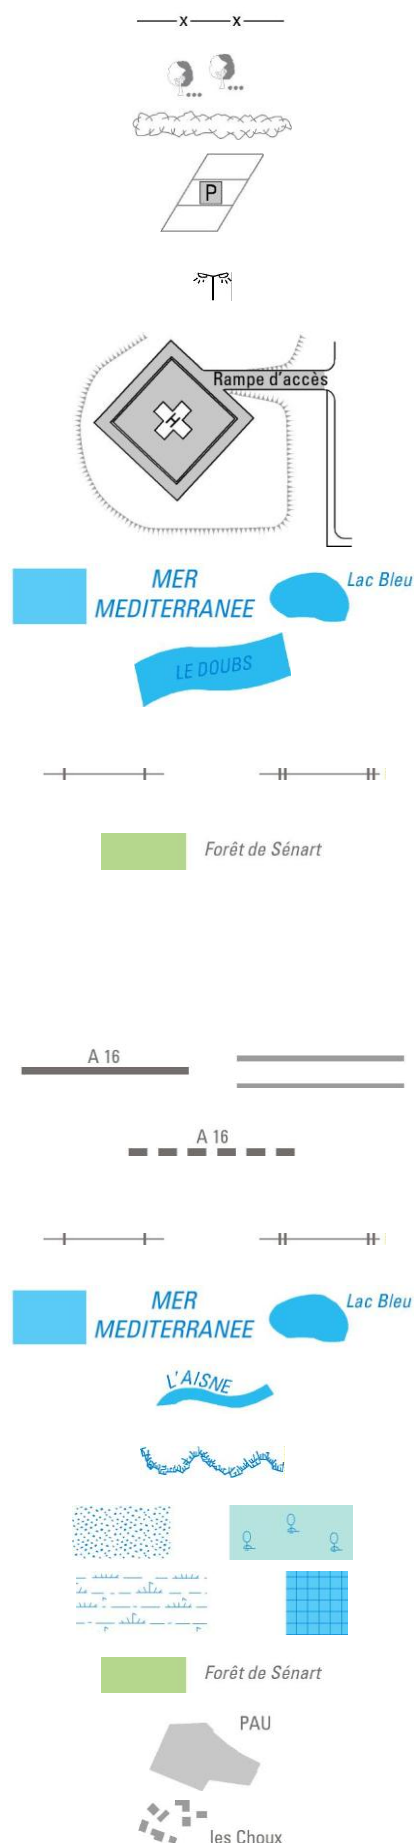 x x
P
H
Rampe d'accès
MER
MEDITERRANEE
Lac Bleu
LE DOUBS
Forêt de Sénart
A 16
A 16
MER
MEDITERRANEE
Lac Bleu
L'AISNE
Forêt de Sénart
PAU
les Choux